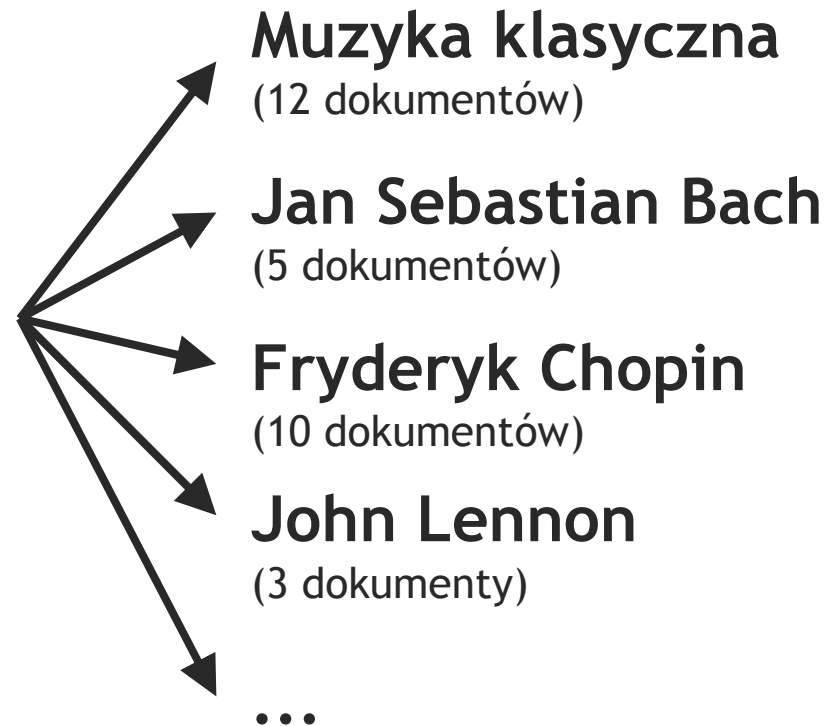 Muzyka klasyczna
(12 dokumentów)
Jan Sebastian Bach
(5 dokumentów)
Fryderyk Chopin
(10 dokumentów)
John Lennon
(3 dokumenty)
...